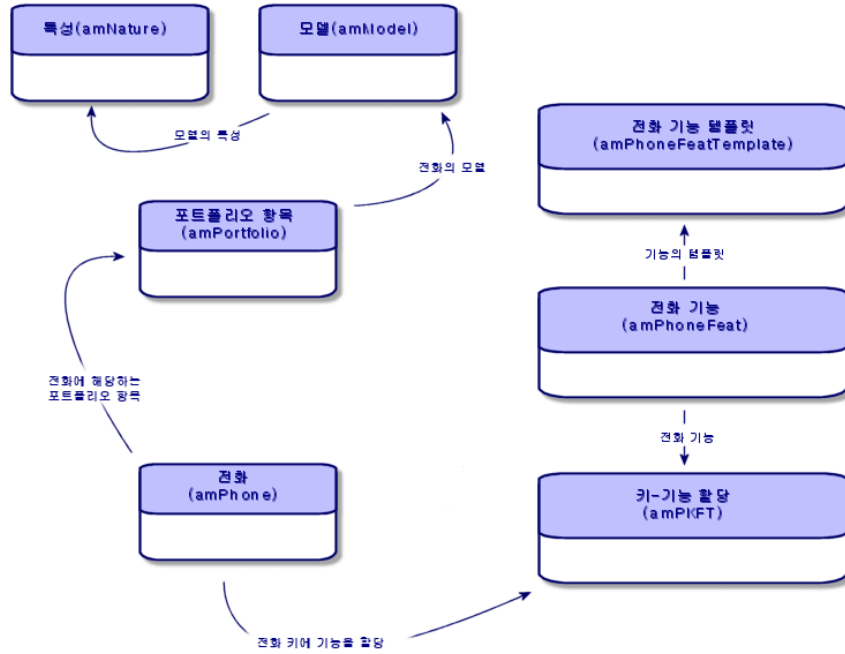 특성(amNature)
모델(amModel)
모델의 특성
전화의 모델
전화 기능 템플릿
(amPhoneFeatTemplate)
포트폴리오 항목
(amPortfolio)
기능의 템플릿
전화 기능
(amPhoneFeat)
전화에 해당하는
포트폴리오 항목
전화 기능
전화
(amPhone)
키-기능 할당
(amPKFT)
전화 키에 기능을 할당